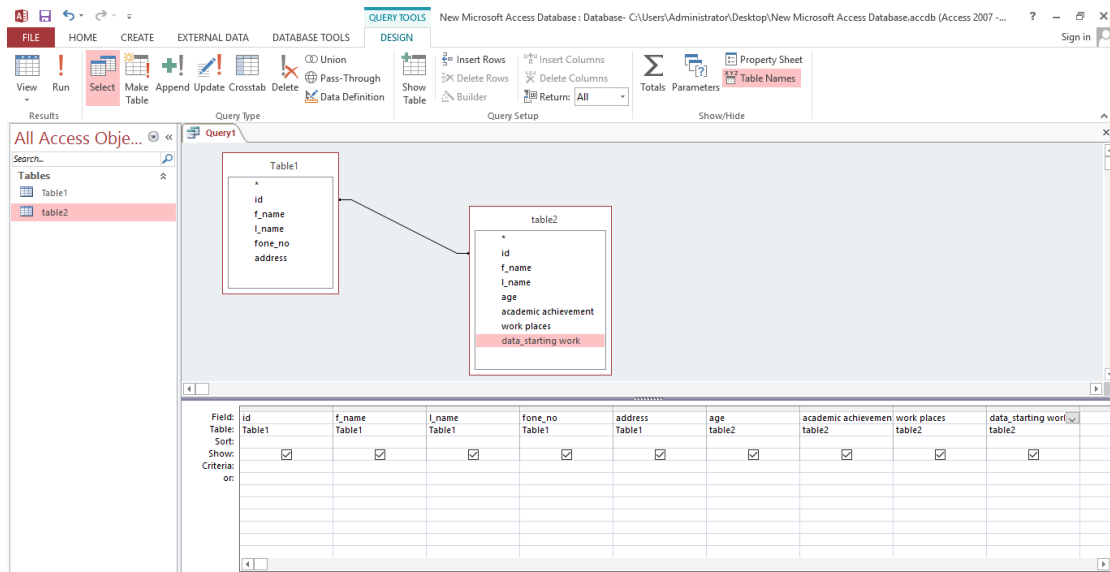 QUERY TOOLS New Microsoft Access Database : Database- C:\Users\Administrator\Desktop\New Microsoft Access Database.accdb (Access 2007 -... ?
FILE HOME CREATE EXTERNAL DATA DATABASE TOOLS DESIGN Sign in
View Run Select Make Table Append Update Crosstab Delete
Union
Pass-Through
Data Definition
Show Table
Insert Rows
Delete Rows
Builder
Insert Columns
Delete Columns
Return: All
Totals Parameters
Property Sheet
Table Names
Results Query Type Query Setup Show/Hide
All Access Obje...
Search...
Tables
Table1
table2
Query1
Table1
*
id
f_name
l_name
fone_no
address
table2
*
id
f_name
l_name
age
academic achievement
work places
data_starting work
Field: id f_name l_name fone_no address age academic achievemen work places data_starting worl
Table: Table1 Table1 Table1 Table1 Table1 table2 table2 table2 table2
Sort:
Show:
Criteria:
or: